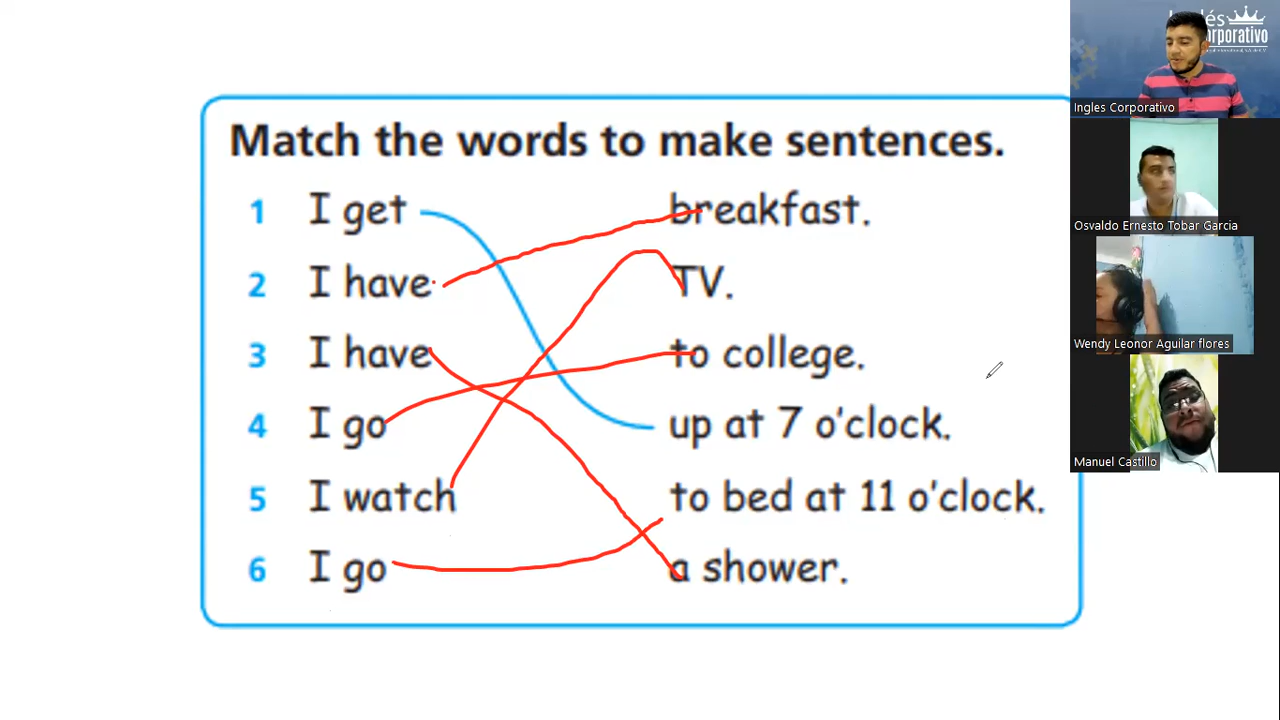 Match the words to make sentences.
1 I get breakfast.
2 I have TV.
3 I have to college.
4 I go up at 7 o'clock.
5 I watch to bed at 11 o'clock.
6 I go a shower.
Inglés
Corporativo
Ingles Corporativo
Osvaldo Ernesto Tobar Garcia
Wendy Leonor Aguilar flores
Manuel Castillo